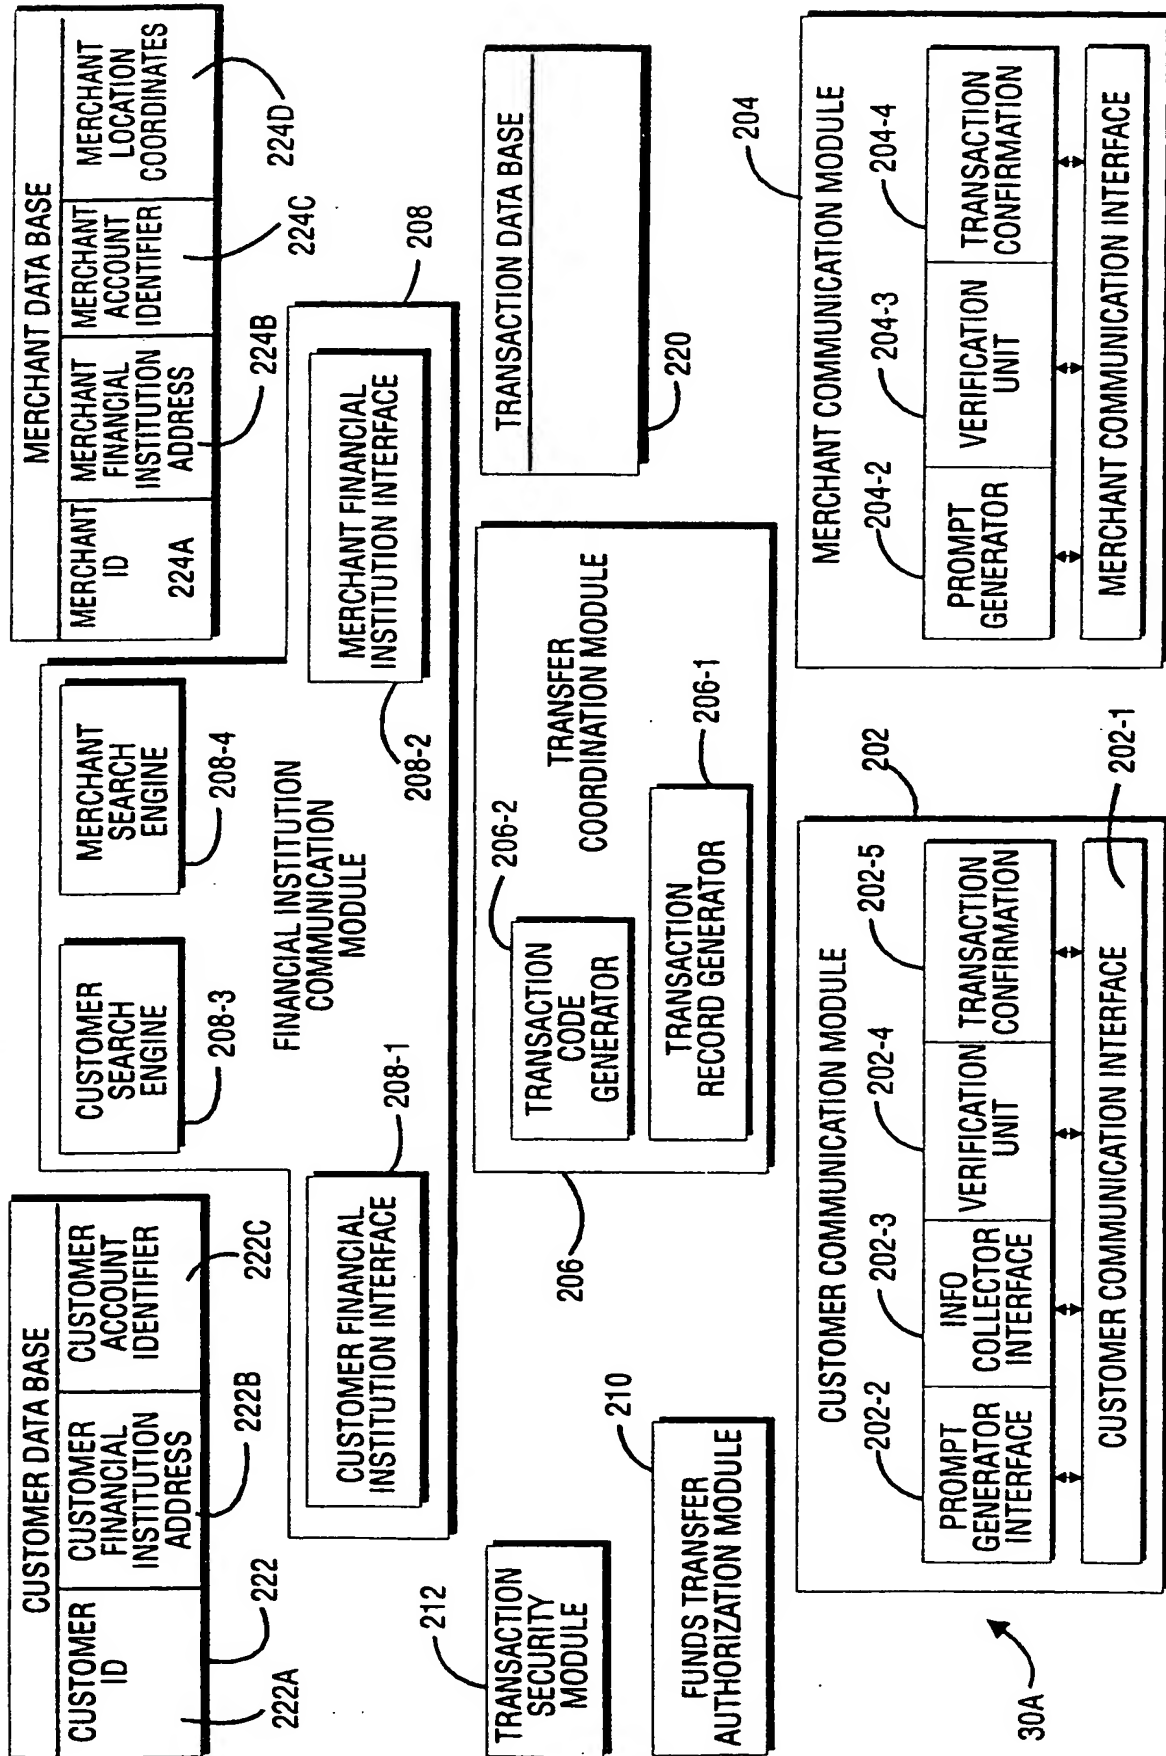 CUSTOMER DATA BASE
CUSTOMER
ID
CUSTOMER
FINANCIAL
INSTITUTION
ADDRESS
CUSTOMER
ACCOUNT
IDENTIFIER
222A
222
222B
222C
CUSTOMER
SEARCH
ENGINE
208-3
MERCHANT
SEARCH
ENGINE
208-4
FINANCIAL INSTITUTION
COMMUNICATION
MODULE
CUSTOMER FINANCIAL
INSTITUTION INTERFACE
208-1
MERCHANT FINANCIAL
INSTITUTION INTERFACE
208-2
208
MERCHANT DATA BASE
MERCHANT
ID
224A
MERCHANT
FINANCIAL
INSTITUTION
ADDRESS
MERCHANT
ACCOUNT
IDENTIFIER
MERCHANT
LOCATION
COORDINATES
224B
224C
224D
TRANSACTION
SECURITY
MODULE
212
FUNDS TRANSFER
AUTHORIZATION MODULE
210
TRANSACTION
CODE
GENERATOR
206-2
TRANSFER
COORDINATION MODULE
TRANSACTION
RECORD GENERATOR
206-1
206
TRANSACTION DATA BASE
220
CUSTOMER COMMUNICATION MODULE
202
202-2
202-3
202-4
202-5
PROMPT
GENERATOR
INTERFACE
INFO
COLLECTOR
INTERFACE
VERIFICATION
UNIT
TRANSACTION
CONFIRMATION
CUSTOMER COMMUNICATION INTERFACE
202-1
MERCHANT COMMUNICATION MODULE
204
204-2
204-3
204-4
PROMPT
GENERATOR
VERIFICATION
UNIT
TRANSACTION
CONFIRMATION
MERCHANT COMMUNICATION INTERFACE
30A